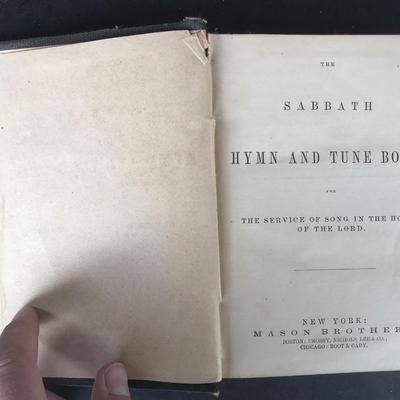 THE
SABBATH
HYMN AND TUNE BO
FOR
THE SERVICE OF SONG IN THE HO
OF THE LORD.
NEW YORK:
MASON BROTHER
BOSTON: CROSBY, NICHOLS, LEE & CO.;
CHICAGO: ROOT & CADY.